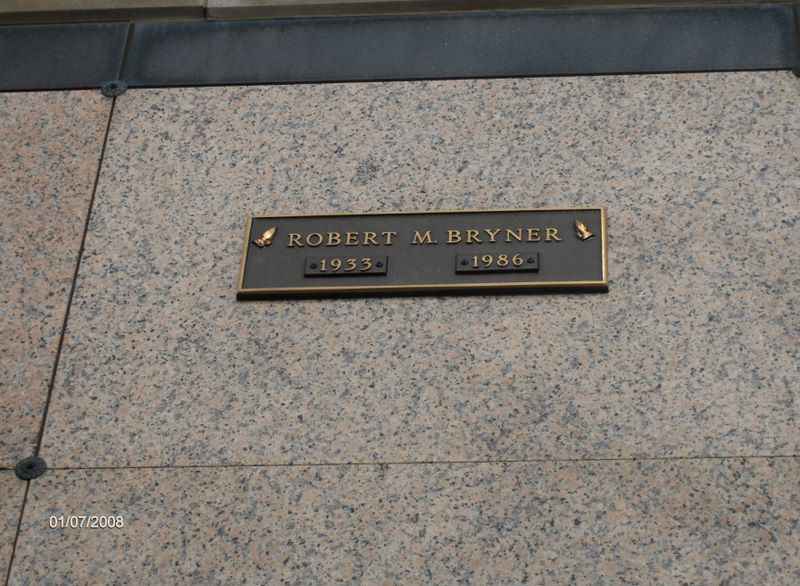 ROBERT M. BRYNER
1933 1986
01/07/2008